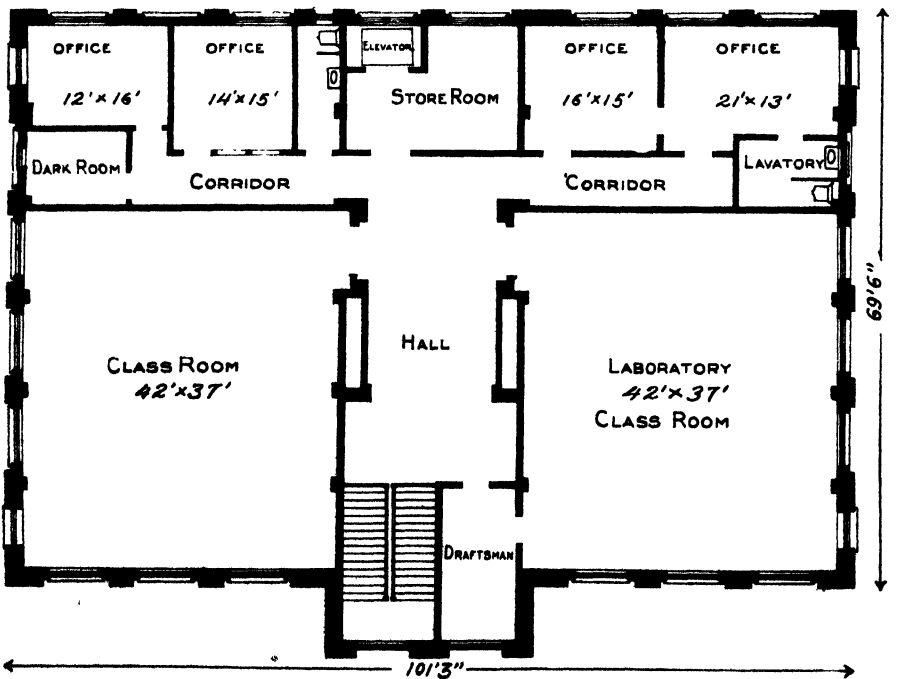 OFFICE
12' × 16'
OFFICE
14' × 15'
ELEVATOR
STORE ROOM
OFFICE
16' × 15'
OFFICE
21' × 13'
DARK ROOM
CORRIDOR
CORRIDOR
LAVATORY
69'6"
CLASS ROOM
42' × 37'
HALL
LABORATORY
42' × 37'
CLASS ROOM
DRAFTSMAN
101'3"